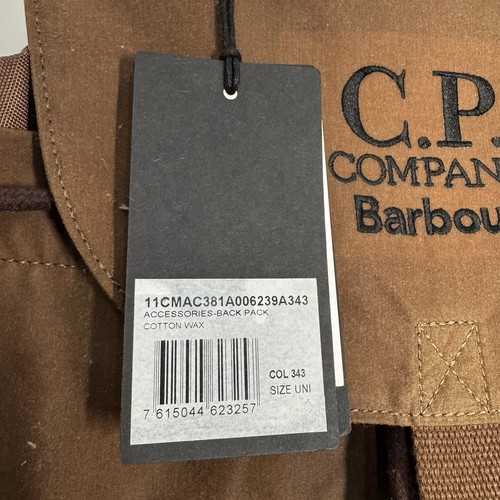 C.P.
COMPAN
Barbou
11CMAC381A006239A343
ACCESSORIES-BACK PACK
COTTON WAX
COL 343
SIZE UNI
7 615044 623257